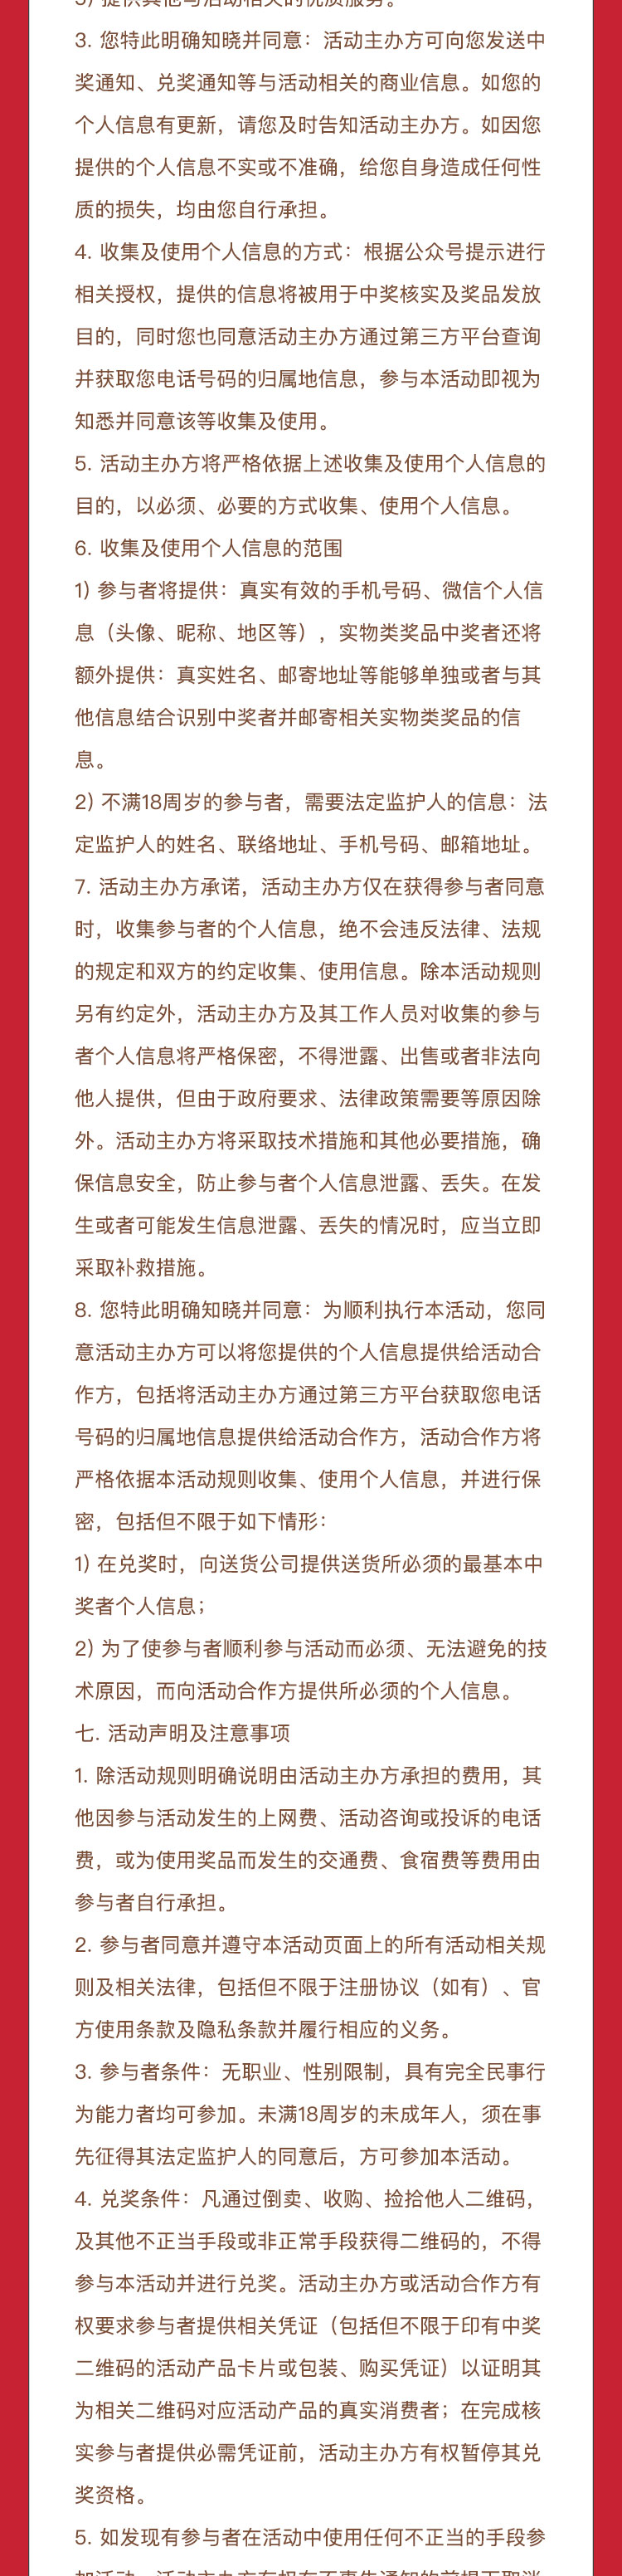 3) 提供其他与活动相关的优质服务。
3. 您特此明确知晓并同意：活动主办方可向您发送中
奖通知、兑奖通知等与活动相关的商业信息。如您的
个人信息有更新，请您及时告知活动主办方。如因您
提供的个人信息不实或不准确，给您自身造成任何性
质的损失，均由您自行承担。
4. 收集及使用个人信息的方式：根据公众号提示进行
相关授权，提供的信息将被用于中奖核实及奖品发放
目的，同时您也同意活动主办方通过第三方平台查询
并获取您电话号码的归属地信息，参与本活动即视为
知悉并同意该等收集及使用。
5. 活动主办方将严格依据上述收集及使用个人信息的
目的，以必须、必要的方式收集、使用个人信息。
6. 收集及使用个人信息的范围
1) 参与者将提供：真实有效的手机号码、微信个人信
息（头像、昵称、地区等），实物类奖品中奖者还将
额外提供：真实姓名、邮寄地址等能够单独或者与其
他信息结合识别中奖者并邮寄相关实物类奖品的信
息。
2) 不满18周岁的参与者，需要法定监护人的信息：法
定监护人的姓名、联络地址、手机号码、邮箱地址。
7. 活动主办方承诺，活动主办方仅在获得参与者同意
时，收集参与者的个人信息，绝不会违反法律、法规
的规定和双方的约定收集、使用信息。除本活动规则
另有约定外，活动主办方及其工作人员对收集的参与
者个人信息将严格保密，不得泄露、出售或者非法向
他人提供，但由于政府要求、法律政策需要等原因除
外。活动主办方将采取技术措施和其他必要措施，确
保信息安全，防止参与者个人信息泄露、丢失。在发
生或者可能发生信息泄露、丢失的情况时，应当立即
采取补救措施。
8. 您特此明确知晓并同意：为顺利执行本活动，您同
意活动主办方可以将您提供的个人信息提供给活动合
作方，包括将活动主办方通过第三方平台获取您电话
号码的归属地信息提供给活动合作方，活动合作方将
严格依据本活动规则收集、使用个人信息，并进行保
密，包括但不限于如下情形：
1) 在兑奖时，向送货公司提供送货所必须的最基本中
奖者个人信息；
2) 为了使参与者顺利参与活动而必须、无法避免的技
术原因，而向活动合作方提供所必须的个人信息。
七. 活动声明及注意事项
1. 除活动规则明确说明由活动主办方承担的费用，其
他因参与活动发生的上网费、活动咨询或投诉的电话
费，或为使用奖品而发生的交通费、食宿费等费用由
参与者自行承担。
2. 参与者同意并遵守本活动页面上的所有活动相关规
则及相关法律，包括但不限于注册协议（如有）、官
方使用条款及隐私条款并履行相应的义务。
3. 参与者条件：无职业、性别限制，具有完全民事行
为能力者均可参加。未满18周岁的未成年人，须在事
先征得其法定监护人的同意后，方可参加本活动。
4. 兑奖条件：凡通过倒卖、收购、捡拾他人二维码，
及其他不正当手段或非正常手段获得二维码的，不得
参与本活动并进行兑奖。活动主办方或活动合作方有
权要求参与者提供相关凭证（包括但不限于印有中奖
二维码的活动产品卡片或包装、购买凭证）以证明其
为相关二维码对应活动产品的真实消费者；在完成核
实参与者提供必需凭证前，活动主办方有权暂停其兑
奖资格。
5. 如发现有参与者在活动中使用任何不正当的手段参